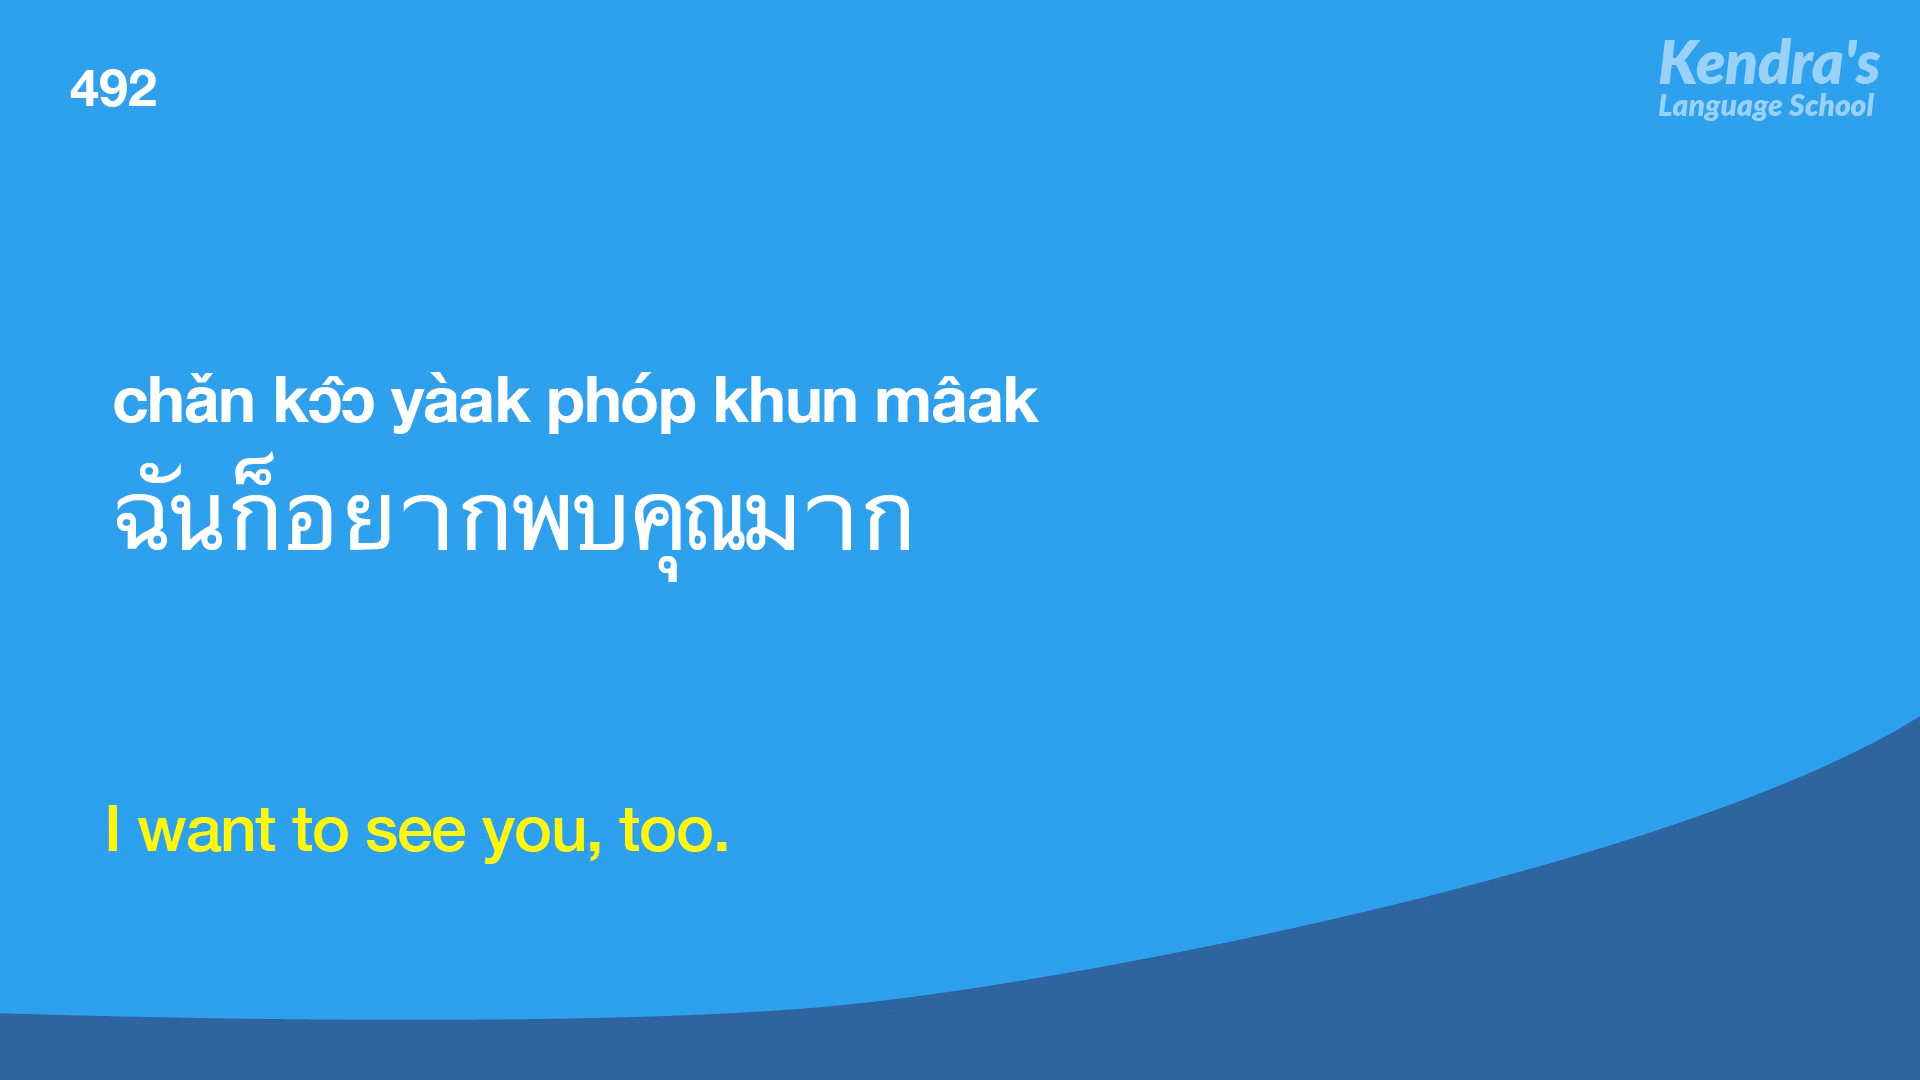 492
Kendra's
Language School
chǎn kɔ̂ɔ yàak phóp khun mâak
ฉันก็อยากพบคุณมาก
I want to see you, too.